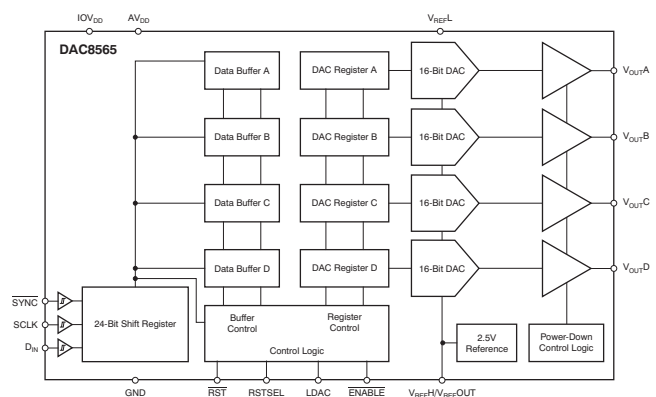 IOVDD AVDD VREFL
DAC8565
Data Buffer A DAC Register A 16-Bit DAC VOUTA
Data Buffer B DAC Register B 16-Bit DAC VOUTB
Data Buffer C DAC Register C 16-Bit DAC VOUTC
Data Buffer D DAC Register D 16-Bit DAC VOUTD
SYNC
SCLK
DIN
24-Bit Shift Register
Buffer
Control
Register
Control
Control Logic
2.5V
Reference
Power-Down
Control Logic
GND RST RSTSEL LDAC ENABLE VREFH/VREFOUT